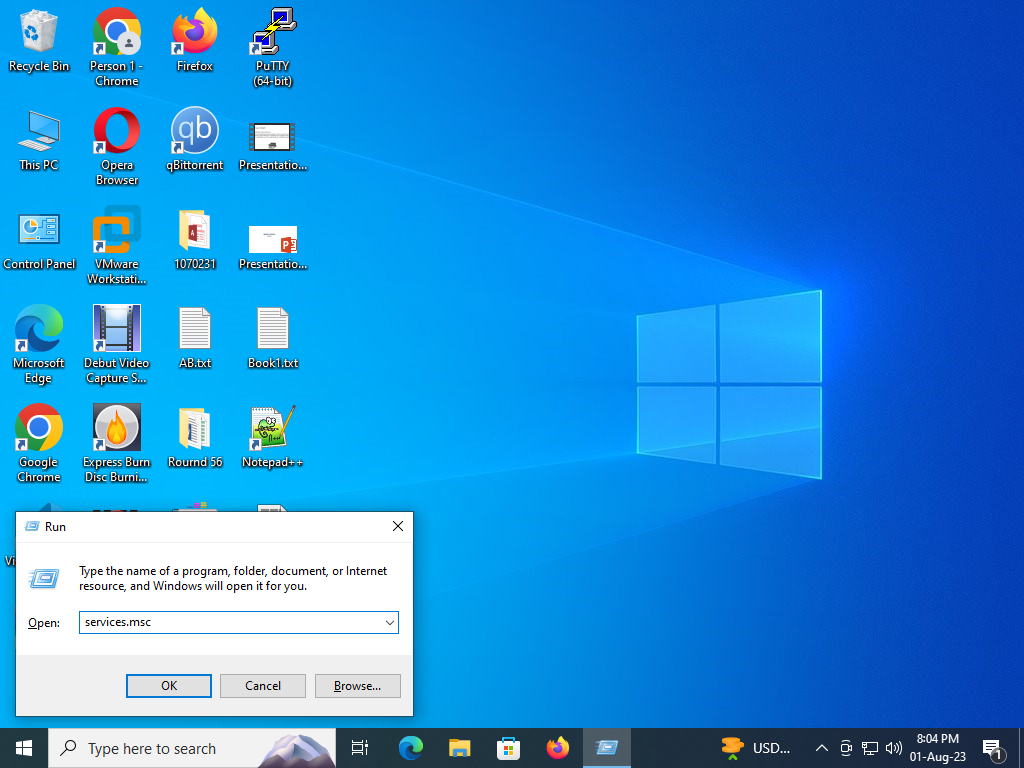 Recycle Bin
Person 1 -
Chrome
Firefox
PuTTY
(64-bit)
This PC
Opera
Browser
qb
qBittorrent
Presentatio...
Control Panel
VMware
Workstati...
1070231
Presentatio...
Microsoft
Edge
Debut Video
Capture S...
AB.txt
Book1.txt
Google
Chrome
Express Burn
Disc Burni...
Rournd 56
Notepad++
Run
Type the name of a program, folder, document, or Internet
resource, and Windows will open it for you.
Open:
services.msc
OK
Cancel
Browse...
Type here to search
USD...
8:04 PM
01-Aug-23
1